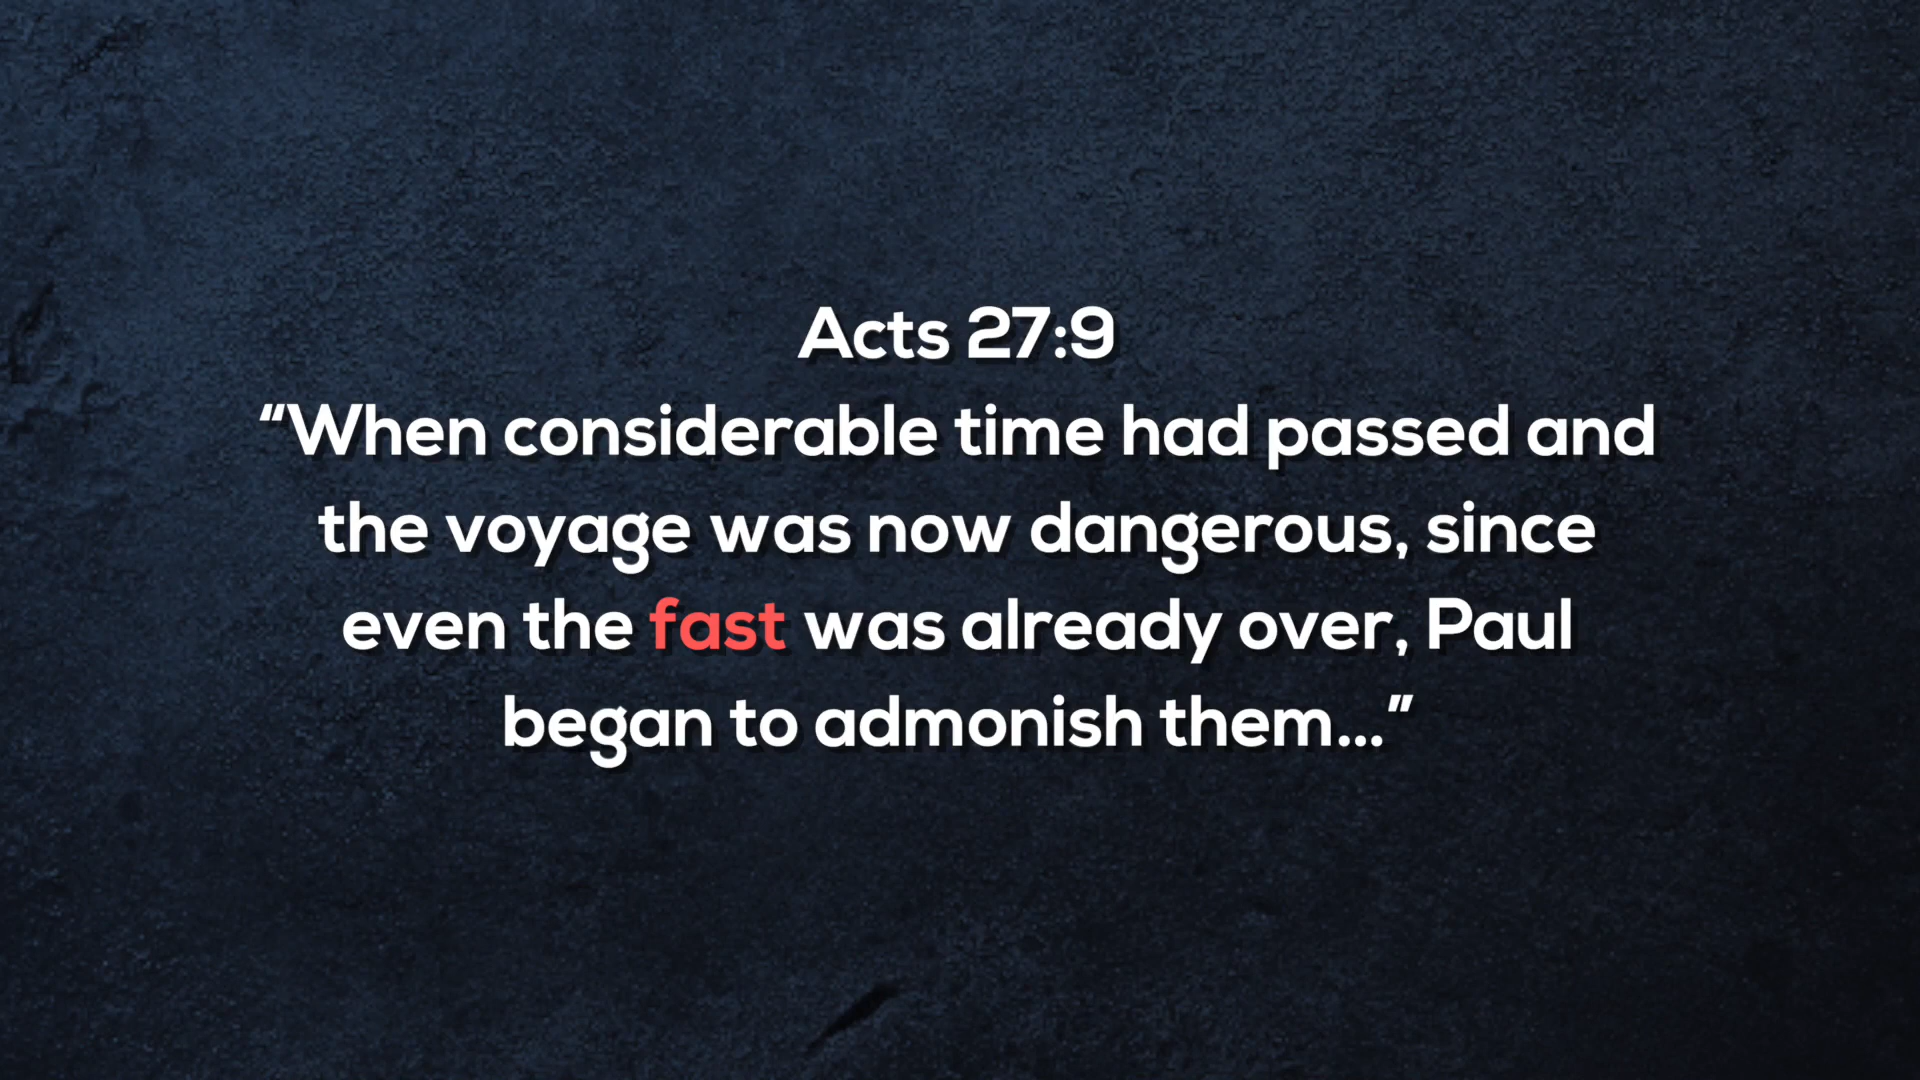 Acts 27:9
“When considerable time had passed and
the voyage was now dangerous, since
even the fast was already over, Paul
began to admonish them...”